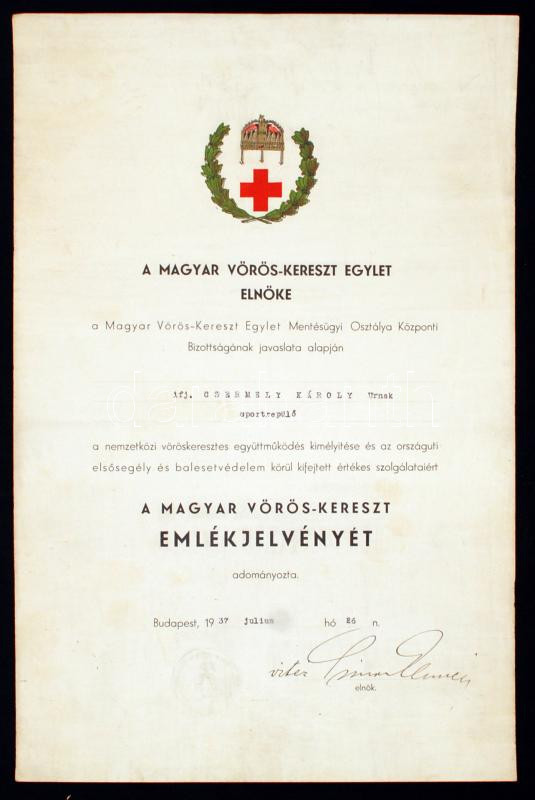 A MAGYAR VÖRÖS-KERESZT EGYLET
ELNÖKE
a Magyar Vörös-Kereszt Egylet Mentésügyi Osztálya Központi
Bizottságának javaslata alapján
ifj. CSERMELY KÁROLY Urnak
sportrepülő
a nemzetközi vöröskeresztes együttműködés kimélyitése és az országuti
elsősegély és balesetvédelem körül kifejtett értékes szolgálataiért
A MAGYAR VÖRÖS-KERESZT
EMLÉKJELVÉNYÉT
adományozta.
Budapest, 1937 julius hó 26 n.
vitéz
elnök.